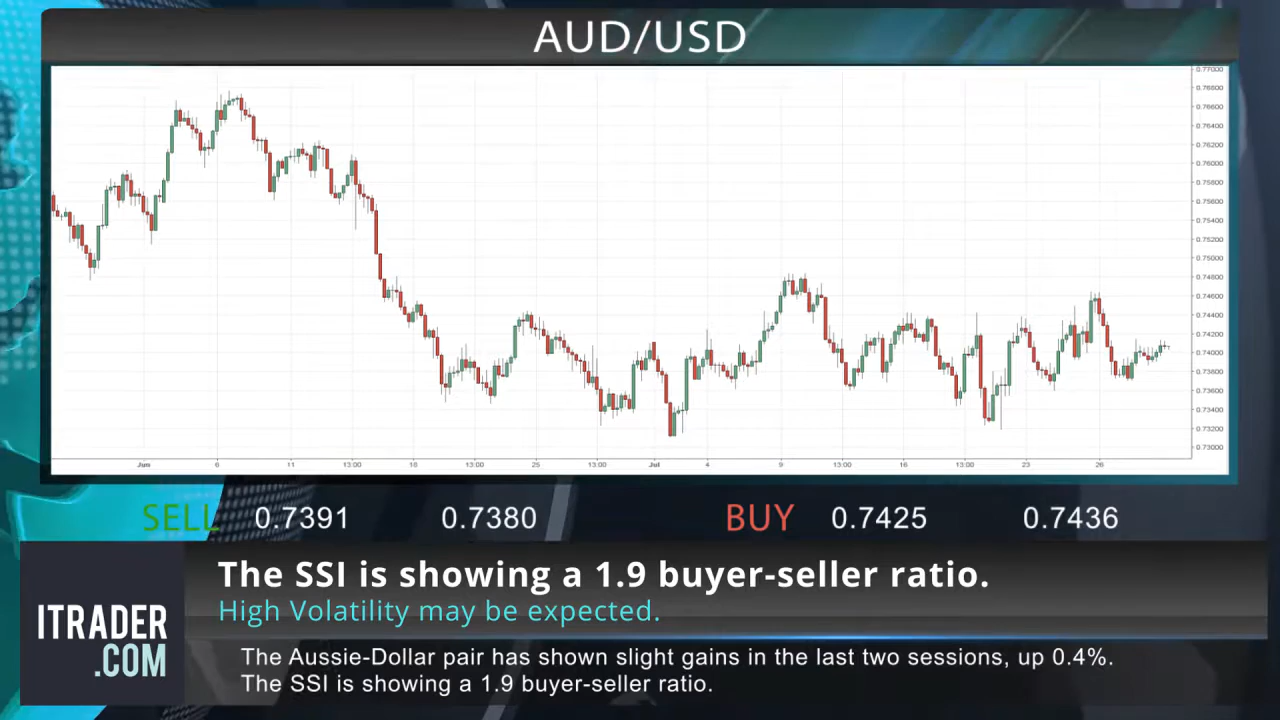 AUD/USD
0.77000
0.76800
0.76600
0.76400
0.76200
0.76000
0.75800
0.75600
0.75400
0.75200
0.75000
0.74800
0.74600
0.74400
0.74200
0.74000
0.73800
0.73600
0.73400
0.73200
0.73000
Jun 6 11 13:00 18 13:00 25 13:00 Jul 4 9 13:00 16 13:00 23 26
SELL 0.7391 0.7380 BUY 0.7425 0.7436
The SSI is showing a 1.9 buyer-seller ratio.
High Volatility may be expected.
ITRADER
.COM
The Aussie-Dollar pair has shown slight gains in the last two sessions, up 0.4%.
The SSI is showing a 1.9 buyer-seller ratio.